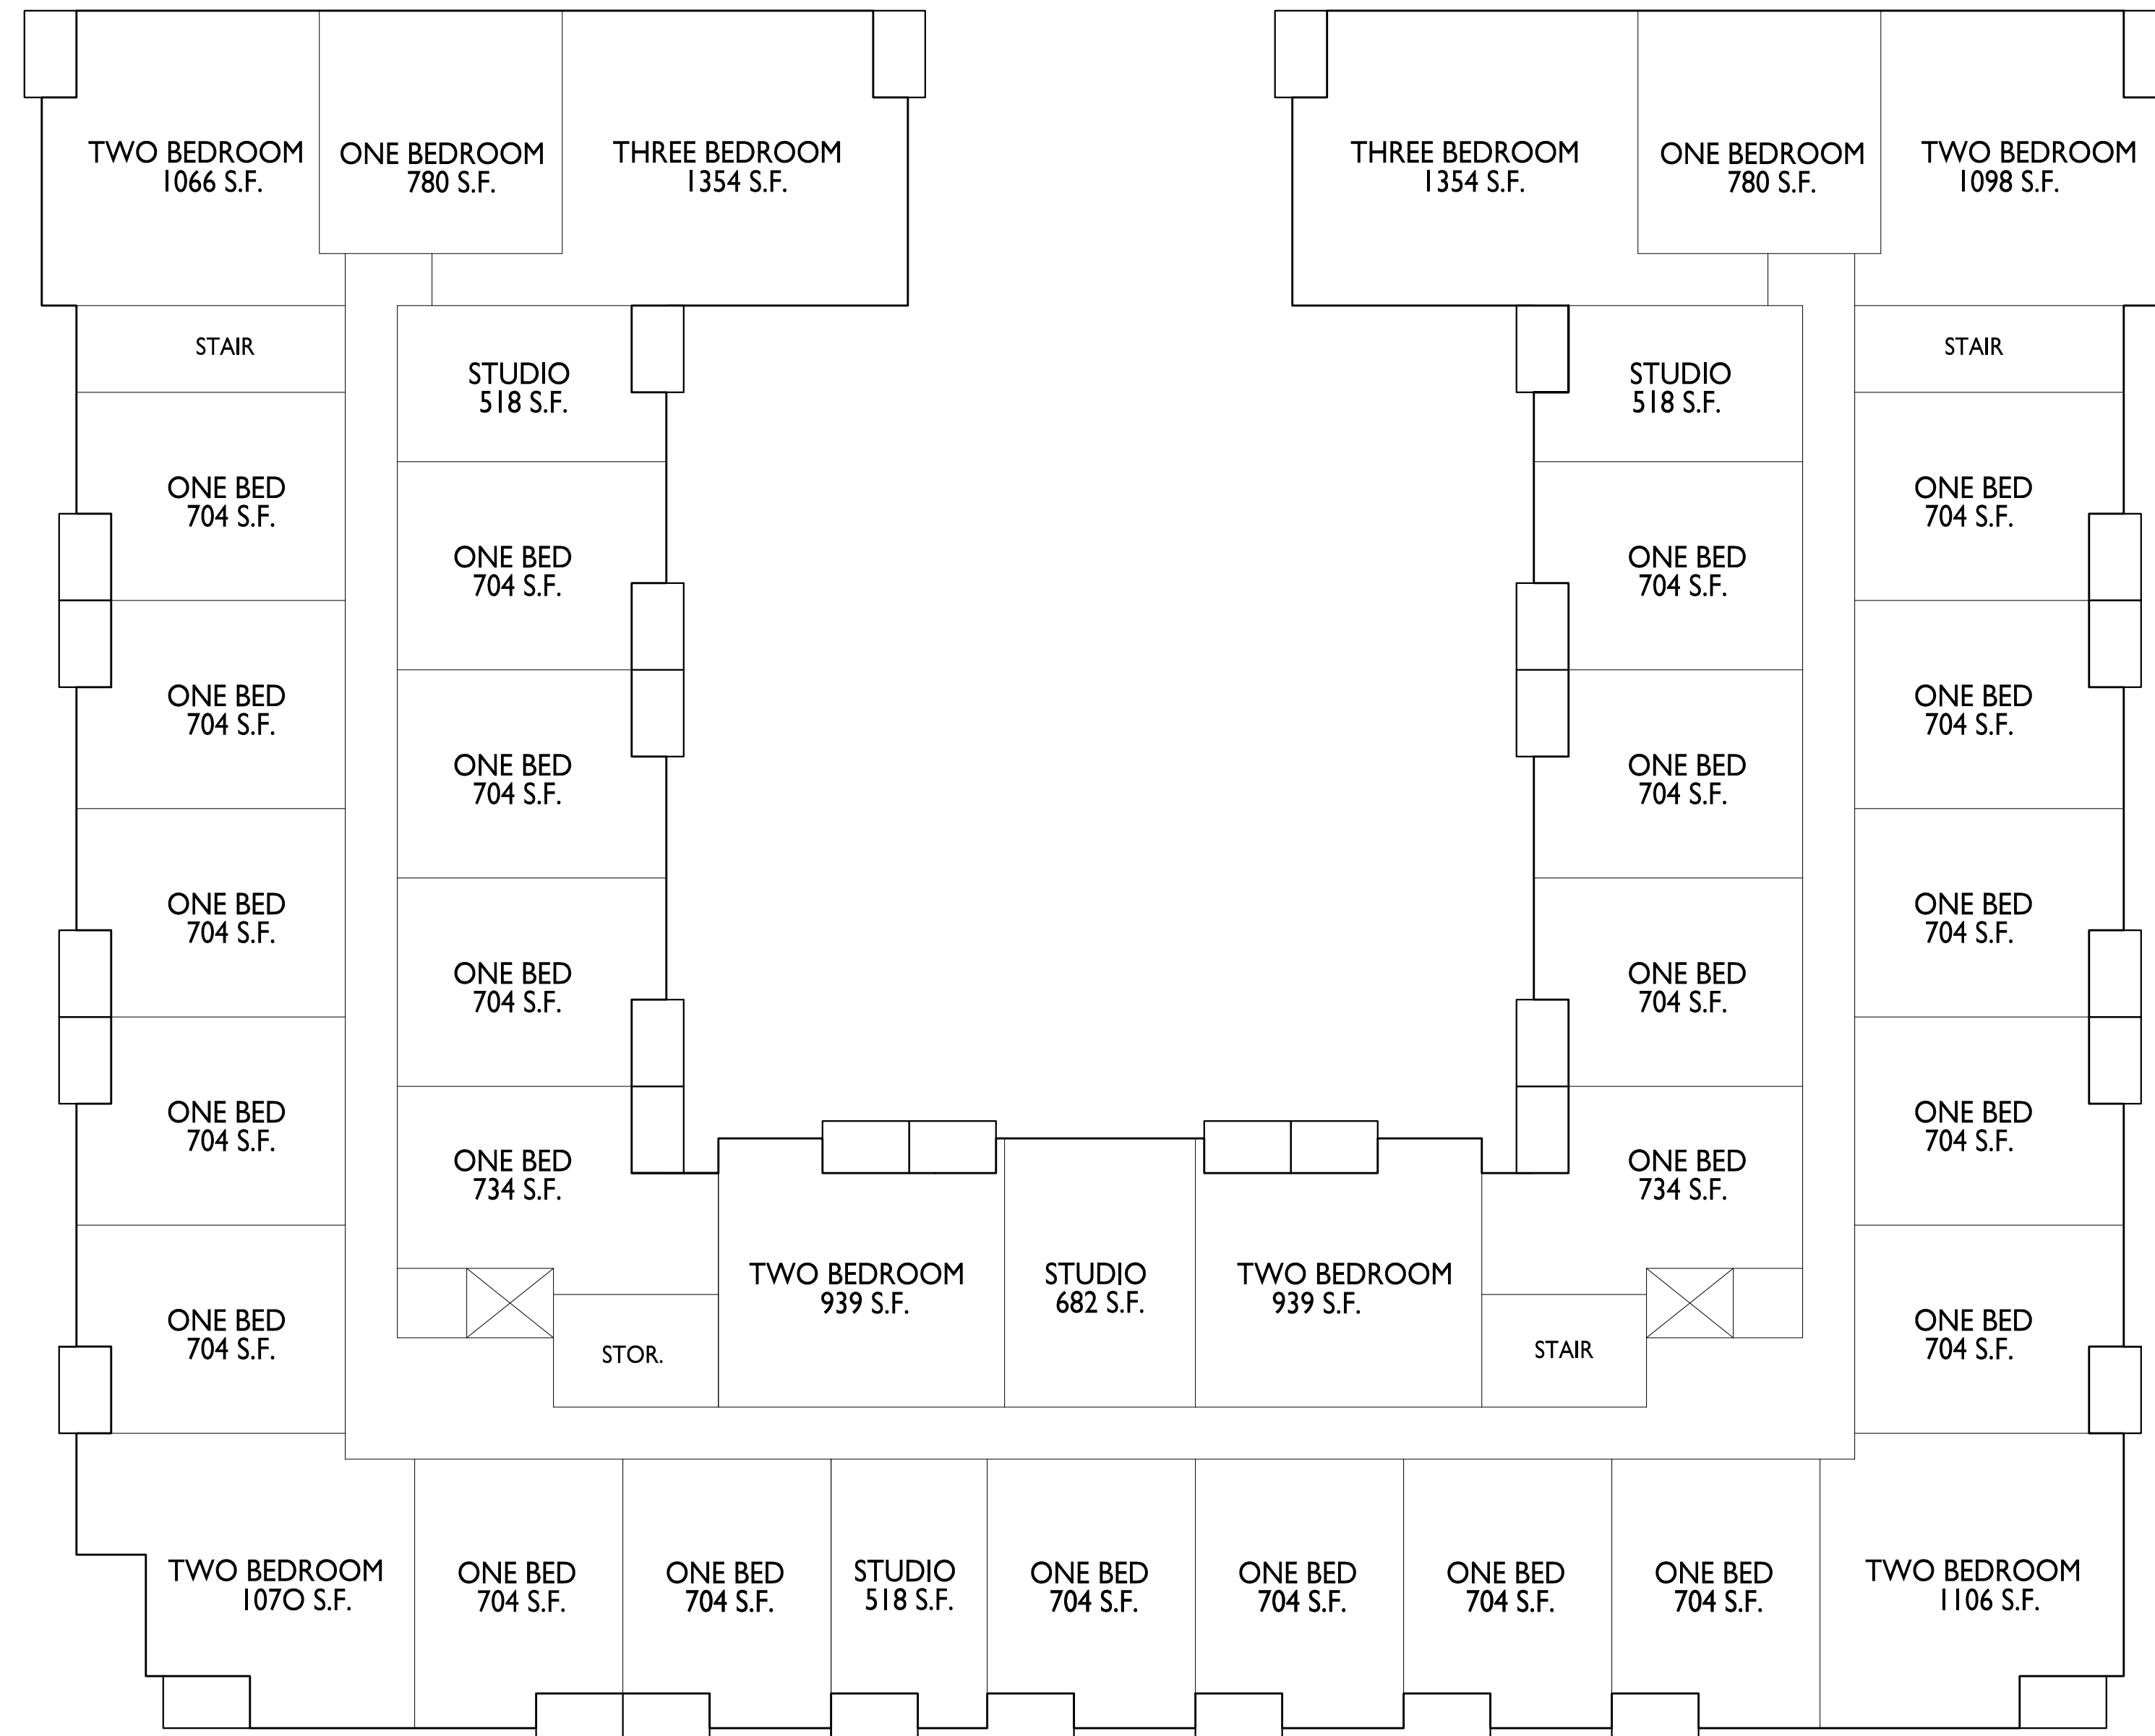 TWO BEDROOM
1066 S.F.
ONE BEDROOM
780 S.F.
THREE BEDROOM
1354 S.F.
THREE BEDROOM
1354 S.F.
ONE BEDROOM
780 S.F.
TWO BEDROOM
1098 S.F.
STAIR
STUDIO
518 S.F.
STUDIO
518 S.F.
STAIR
ONE BED
704 S.F.
ONE BED
704 S.F.
ONE BED
704 S.F.
ONE BED
704 S.F.
ONE BED
704 S.F.
ONE BED
704 S.F.
ONE BED
704 S.F.
ONE BED
704 S.F.
ONE BED
704 S.F.
ONE BED
704 S.F.
ONE BED
704 S.F.
ONE BED
704 S.F.
ONE BED
704 S.F.
ONE BED
734 S.F.
ONE BED
734 S.F.
ONE BED
704 S.F.
ONE BED
704 S.F.
TWO BEDROOM
939 S.F.
STUDIO
682 S.F.
TWO BEDROOM
939 S.F.
ONE BED
704 S.F.
STOR.
STAIR
ONE BED
704 S.F.
TWO BEDROOM
1070 S.F.
ONE BED
704 S.F.
ONE BED
704 S.F.
STUDIO
518 S.F.
ONE BED
704 S.F.
ONE BED
704 S.F.
ONE BED
704 S.F.
ONE BED
704 S.F.
TWO BEDROOM
1106 S.F.